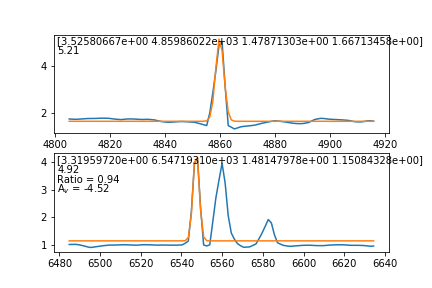 [3.52580667e+00 4.85986022e+03 1.47871303e+00 1.66713458e+00]
5.21
4
2
4800 4820 4840 4860 4880 4900 4920
[3.31959720e+00 6.54719310e+03 1.48147978e+00 1.15084328e+00]
4.92
Ratio = 0.94
Av = -4.52
4
3
2
1
6480 6500 6520 6540 6560 6580 6600 6620 6640